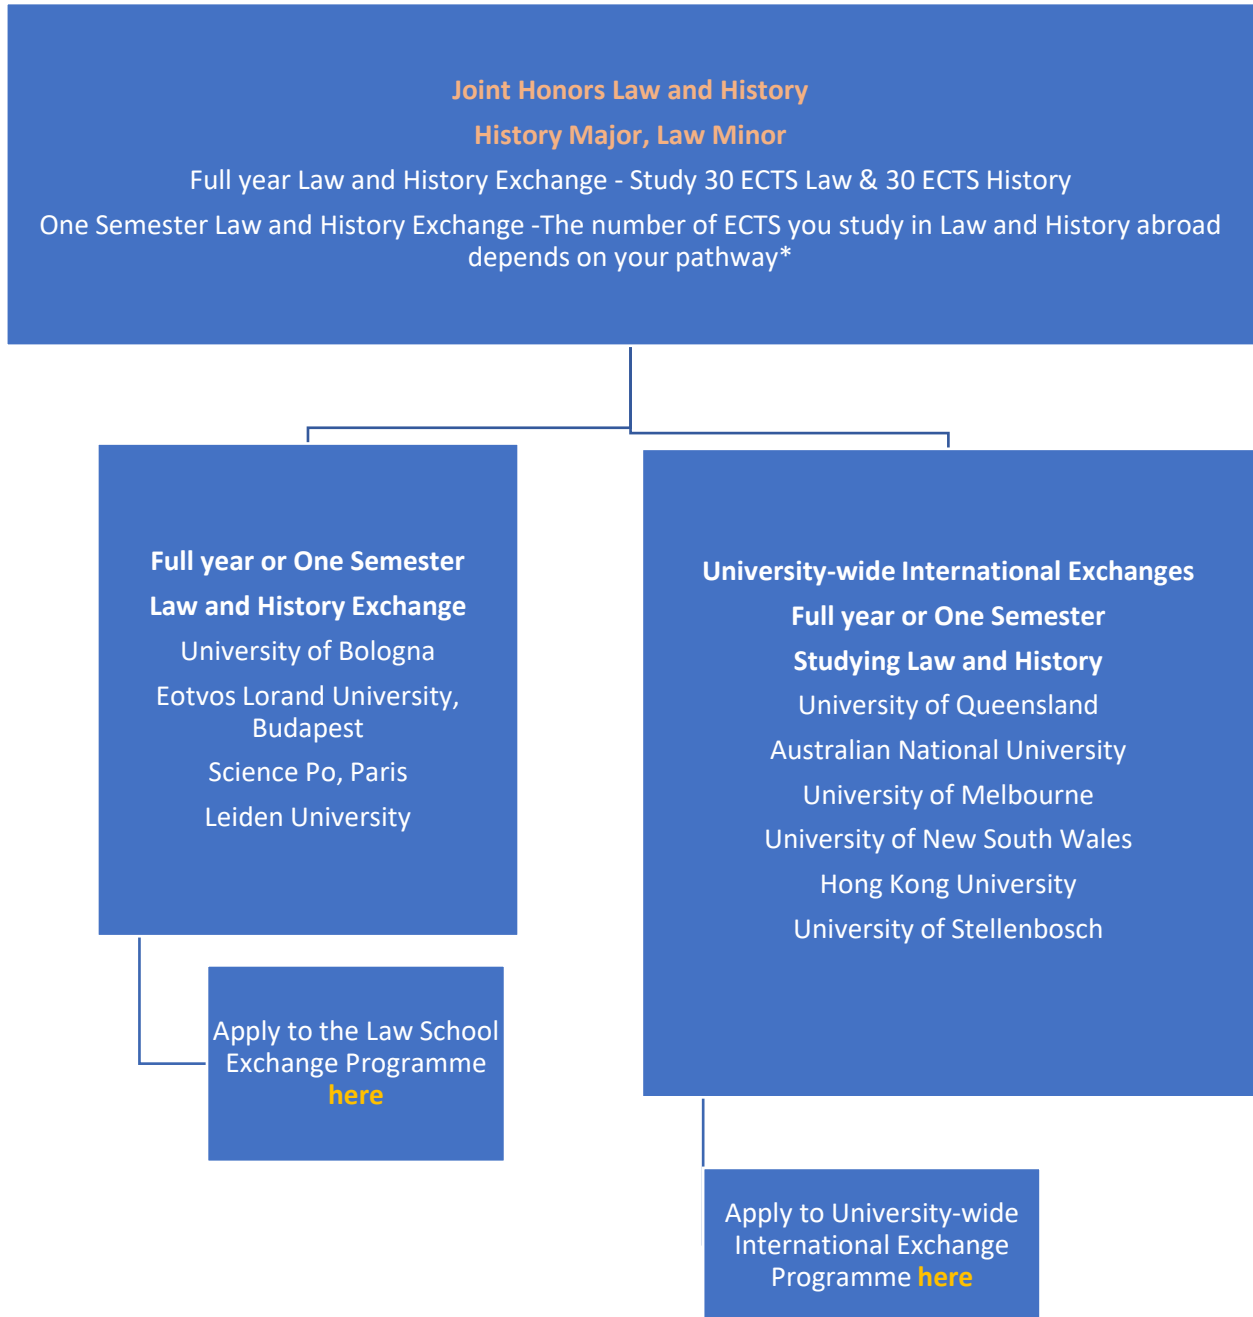 Joint Honors Law and History
History Major, Law Minor
Full year Law and History Exchange - Study 30 ECTS Law & 30 ECTS History
One Semester Law and History Exchange -The number of ECTS you study in Law and History abroad
depends on your pathway*
Full year or One Semester
Law and History Exchange
University of Bologna
Eotvos Lorand University,
Budapest
Science Po, Paris
Leiden University
Apply to the Law School
Exchange Programme
here
University-wide International Exchanges
Full year or One Semester
Studying Law and History
University of Queensland
Australian National University
University of Melbourne
University of New South Wales
Hong Kong University
University of Stellenbosch
Apply to University-wide
International Exchange
Programme here